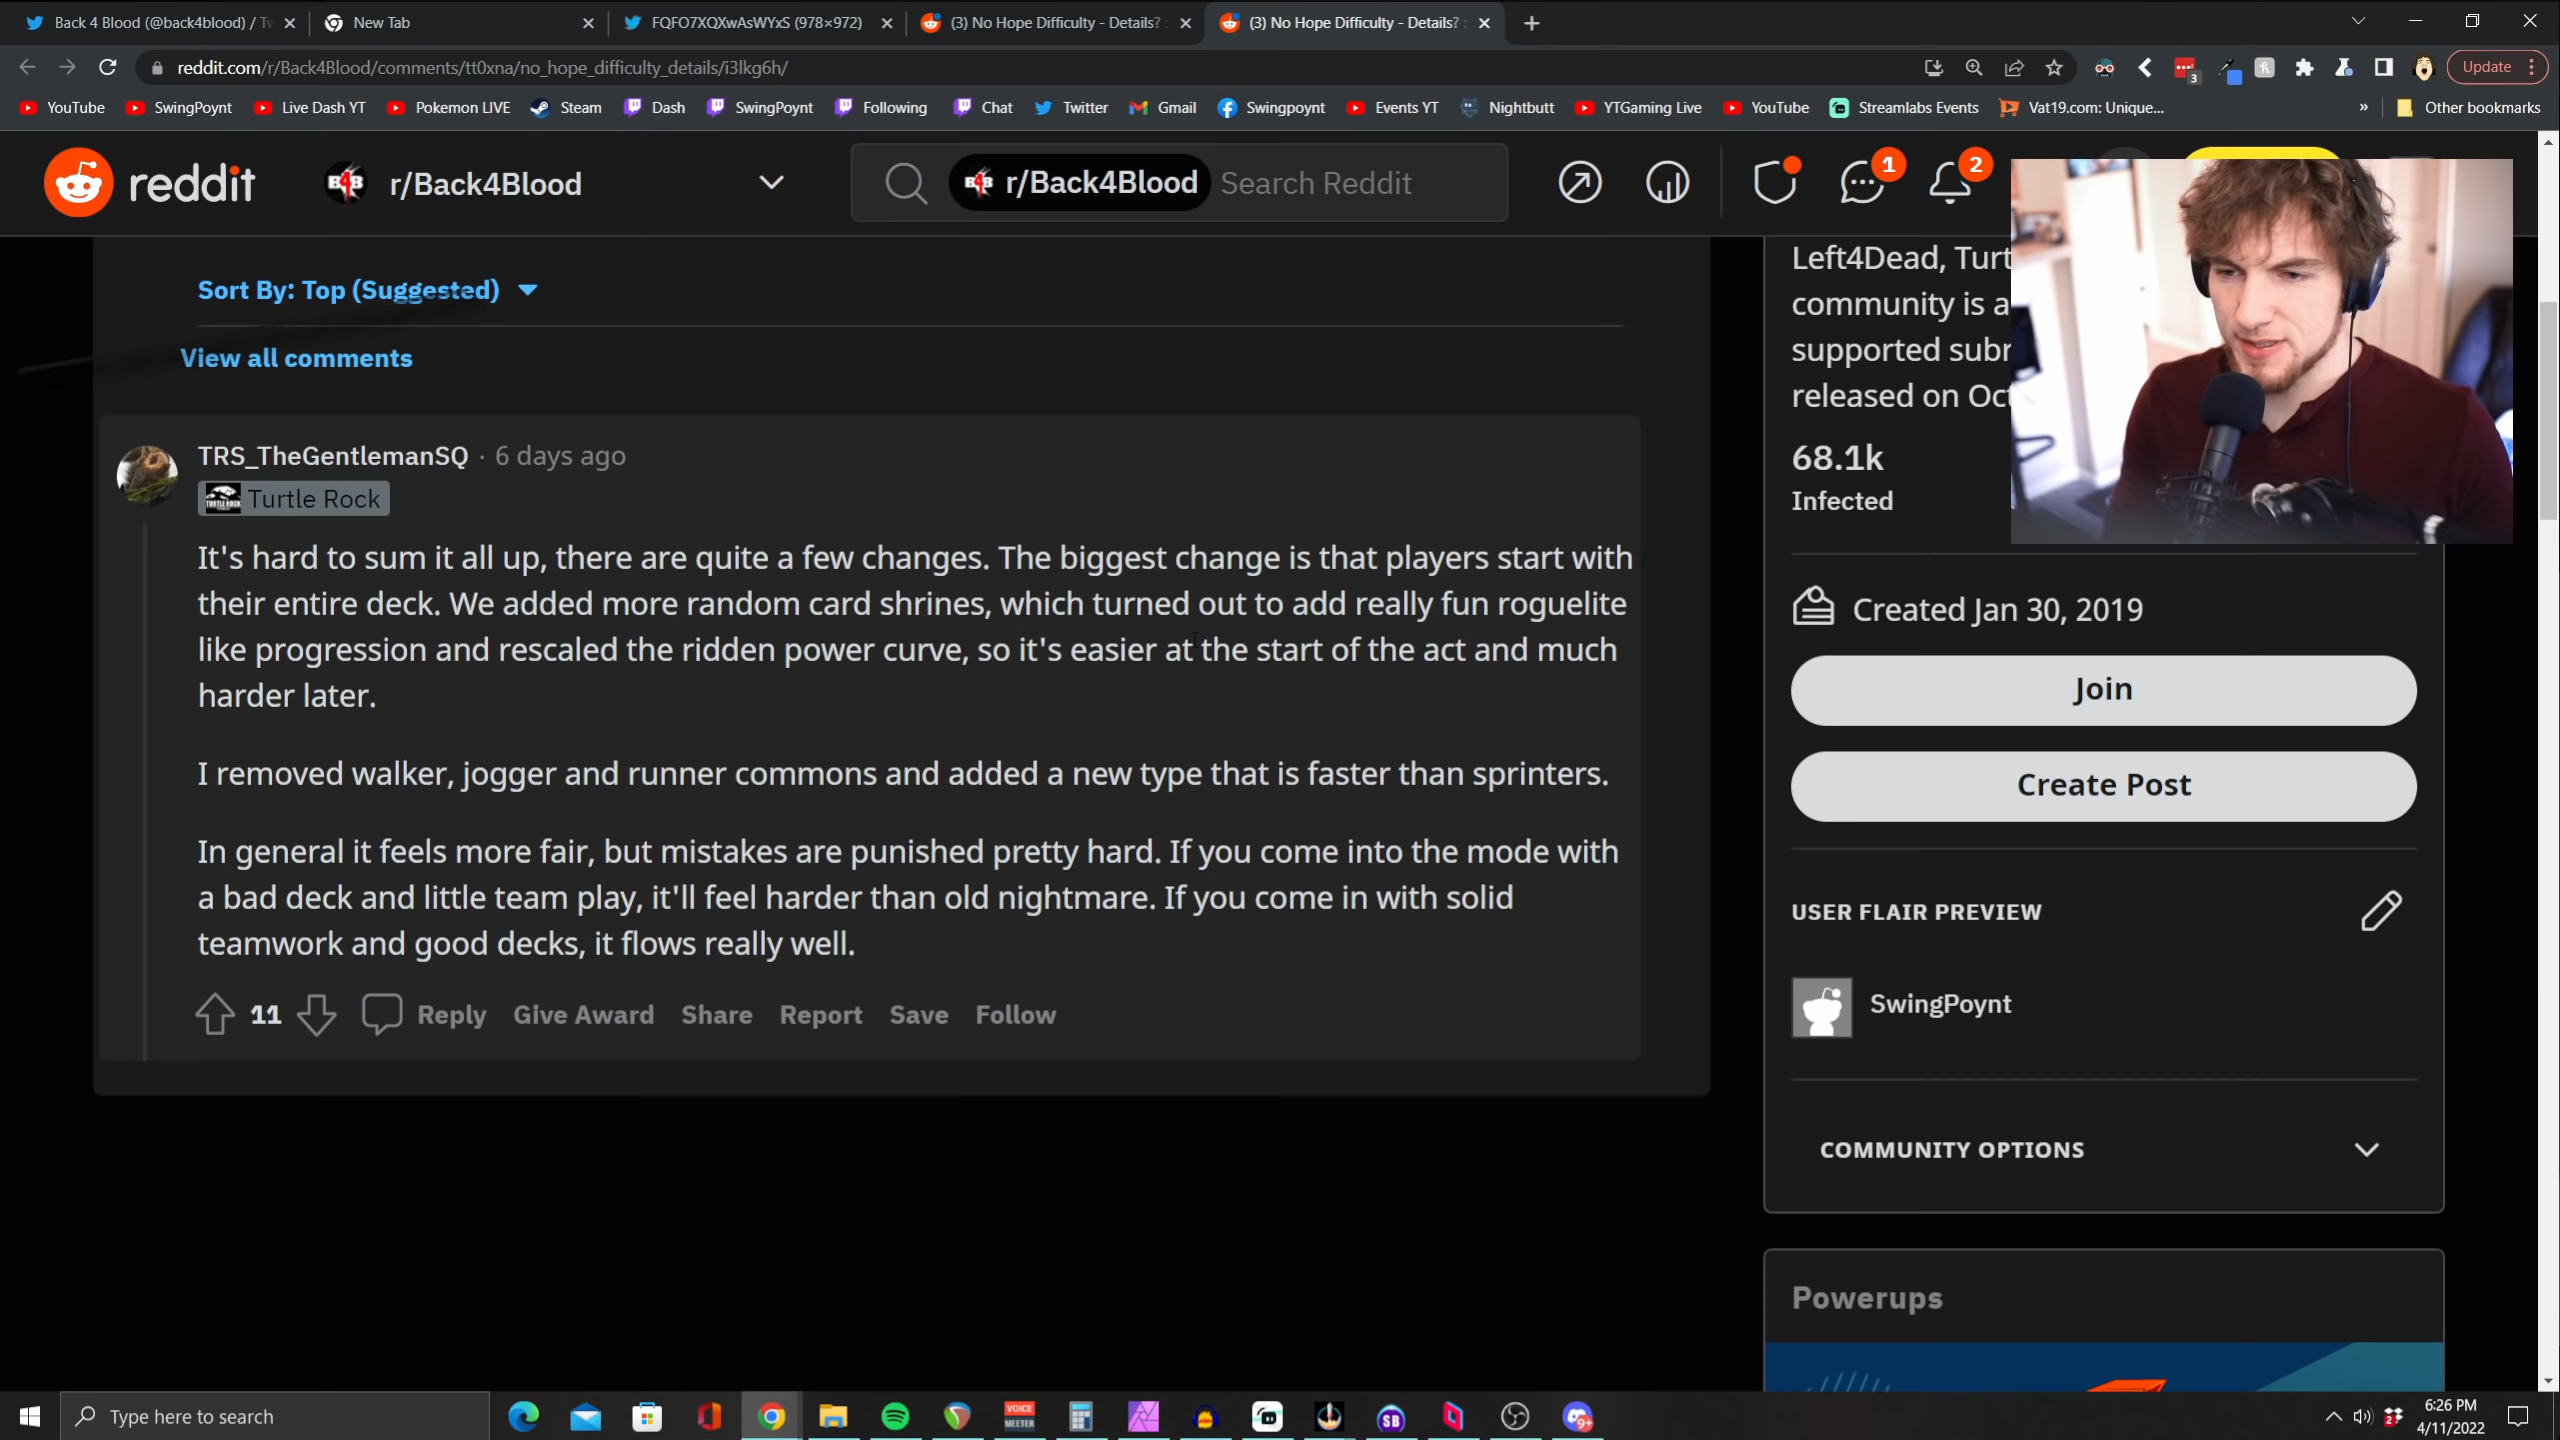 Back 4 Blood (@back4blood) / Tw
New Tab
FQFO7XQXwAsWYxS (978×972)
(3) No Hope Difficulty - Details? :
(3) No Hope Difficulty - Details? :
reddit.com/r/Back4Blood/comments/tt0xna/no_hope_difficulty_details/i3lkg6h/
3
Update
YouTube
SwingPoynt
Live Dash YT
Pokemon LIVE
Steam
Dash
SwingPoynt
Following
Chat
Twitter
Gmail
Swingpoynt
Events YT
Nightbutt
YTGaming Live
YouTube
Streamlabs Events
Vat19.com: Unique...
»
Other bookmarks
reddit
B4B
r/Back4Blood
B4B
r/Back4Blood
Search Reddit
1
2
Sort By: Top (Suggested)
View all comments
TRS_TheGentlemanSQ · 6 days ago
Turtle Rock
It's hard to sum it all up, there are quite a few changes. The biggest change is that players start with
their entire deck. We added more random card shrines, which turned out to add really fun roguelite
like progression and rescaled the ridden power curve, so it's easier at the start of the act and much
harder later.
I removed walker, jogger and runner commons and added a new type that is faster than sprinters.
In general it feels more fair, but mistakes are punished pretty hard. If you come into the mode with
a bad deck and little team play, it'll feel harder than old nightmare. If you come in with solid
teamwork and good decks, it flows really well.
11
Reply
Give Award
Share
Report
Save
Follow
Left4Dead, Turt
community is a
supported subr
released on Oct
68.1k
Infected
Created Jan 30, 2019
Join
Create Post
USER FLAIR PREVIEW
SwingPoynt
COMMUNITY OPTIONS
Powerups
Type here to search
VOICE
MEETER
SB
9+
2
6:26 PM
4/11/2022